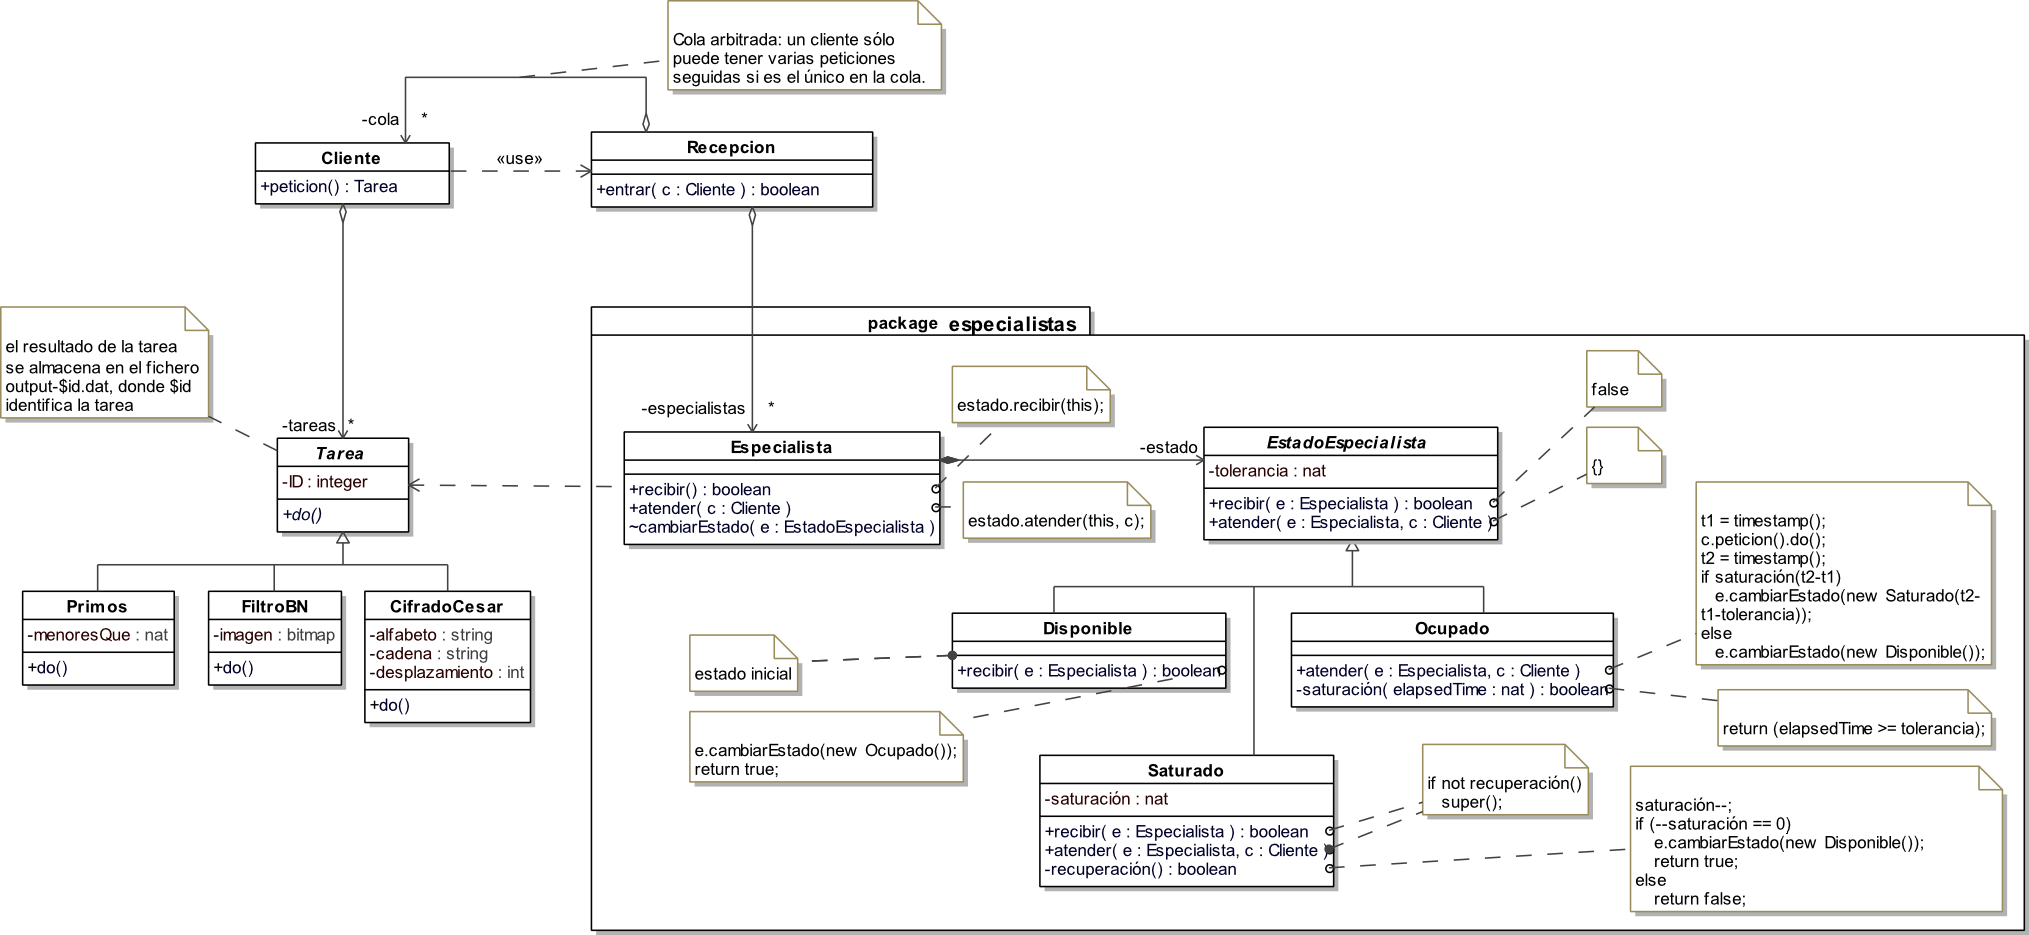 Cola arbitrada: un cliente sólo
puede tener varias peticiones
seguidas si es el único en la cola.
-cola
*
Cliente
+peticion() : Tarea
«use»
Recepcion
+entrar( c : Cliente ) : boolean
el resultado de la tarea
se almacena en el fichero
output-$id.dat, donde $id
identifica la tarea
-tareas
*
Tarea
-ID : integer
+do()
Primos
-menoresQue : nat
+do()
FiltroBN
-imagen : bitmap
+do()
CifradoCesar
-alfabeto : string
-cadena : string
-desplazamiento : int
+do()
package especialistas
-especialistas
*
Especialista
+recibir() : boolean
+atender( c : Cliente )
~cambiarEstado( e : EstadoEspecialista )
estado.recibir(this);
estado.atender(this, c);
-estado
EstadoEspecialista
-tolerancia : nat
+recibir( e : Especialista ) : boolean
+atender( e : Especialista, c : Cliente )
false
{}
t1 = timestamp();
c.peticion().do();
t2 = timestamp();
if saturación(t2-t1)
e.cambiarEstado(new Saturado(t2-
t1-tolerancia));
else
e.cambiarEstado(new Disponible());
estado inicial
Disponible
+recibir( e : Especialista ) : boolean
e.cambiarEstado(new Ocupado());
return true;
Ocupado
+atender( e : Especialista, c : Cliente )
-saturación( elapsedTime : nat ) : boolean
return (elapsedTime >= tolerancia);
Saturado
-saturación : nat
+recibir( e : Especialista ) : boolean
+atender( e : Especialista, c : Cliente )
-recuperación() : boolean
if not recuperación()
super();
saturación--;
if (--saturación == 0)
e.cambiarEstado(new Disponible());
return true;
else
return false;